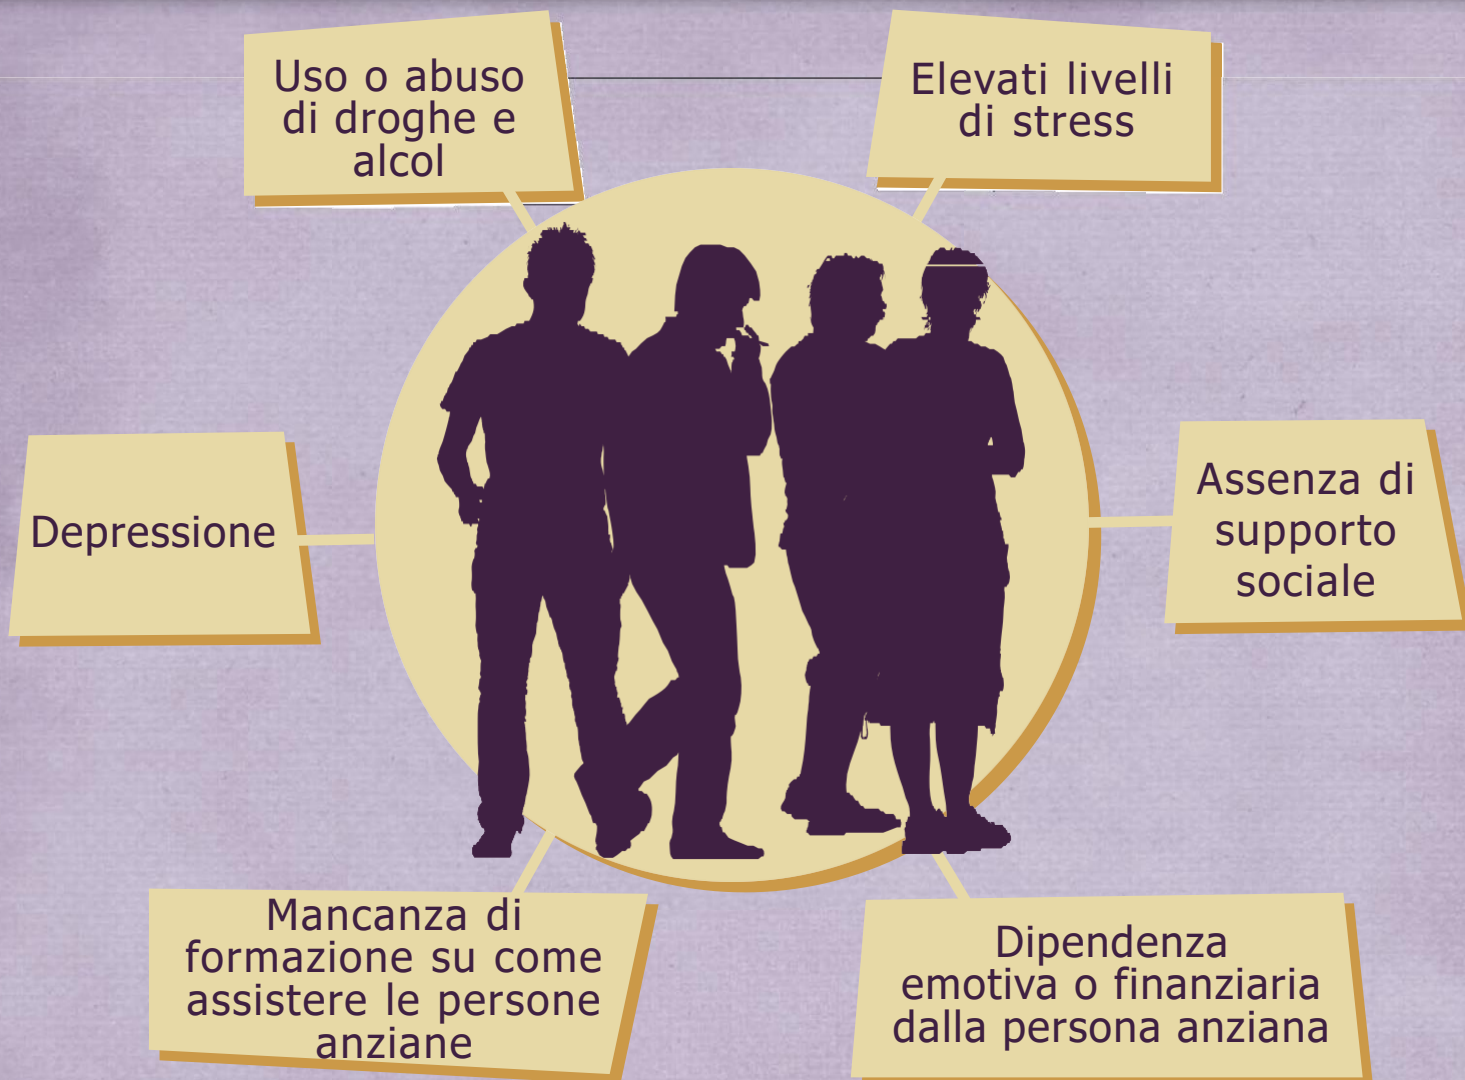 Uso o abuso
di droghe e
alcol
Elevati livelli
di stress
Depressione
Assenza di
supporto
sociale
Mancanza di
formazione su come
assistere le persone
anziane
Dipendenza
emotiva o finanziaria
dalla persona anziana